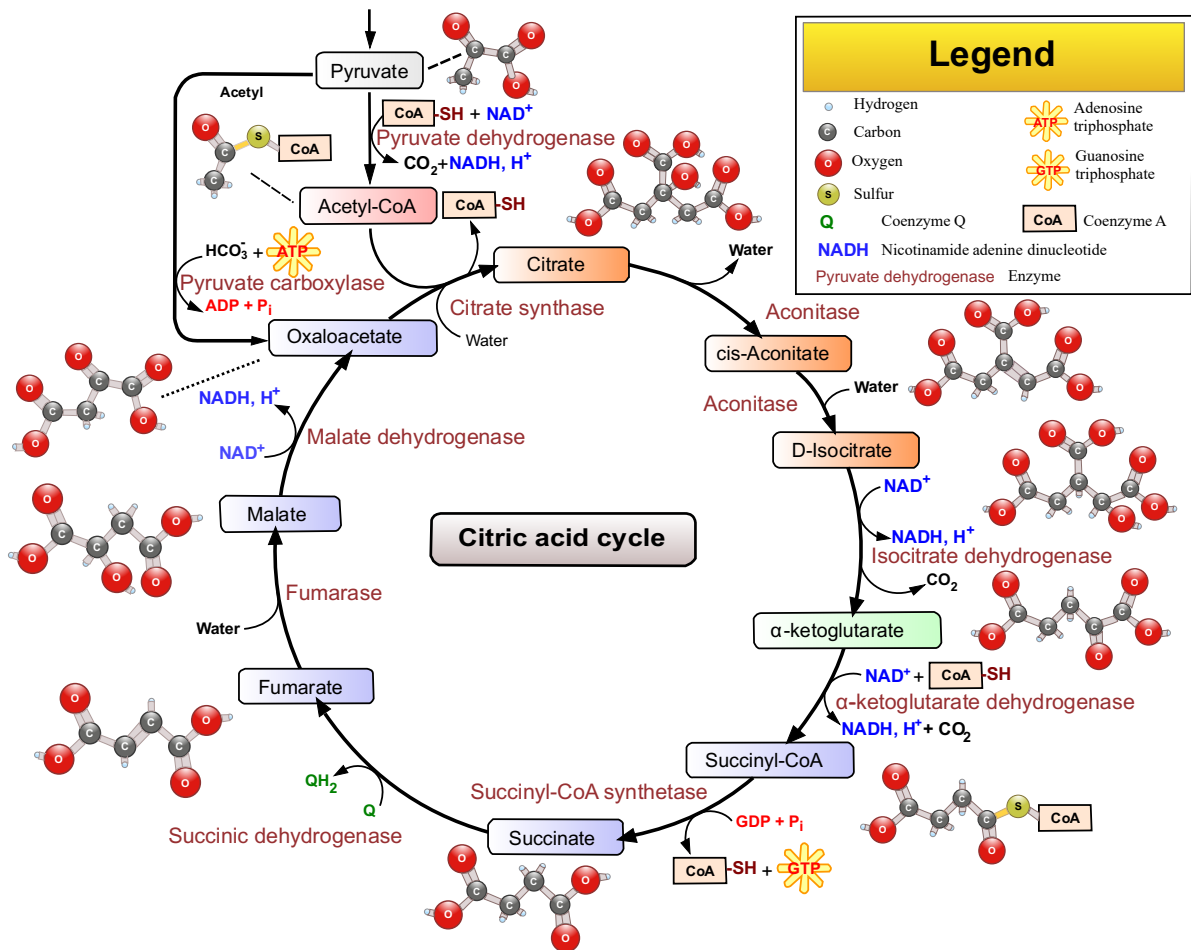 Legend
Hydrogen
Carbon
O Oxygen
S Sulfur
Q Coenzyme Q
NADH Nicotinamide adenine dinucleotide
Pyruvate dehydrogenase Enzyme
ATP Adenosine triphosphate
GTP Guanosine triphosphate
CoA Coenzyme A
Pyruvate
Acetyl
S CoA
CoA-SH + NAD+
Pyruvate dehydrogenase
CO2+NADH, H+
Acetyl-CoA
CoA-SH
HCO3- + ATP
Pyruvate carboxylase
ADP + Pi
Oxaloacetate
Citrate synthase
Water
Citrate
Water
Aconitase
cis-Aconitate
Water
Aconitase
D-Isocitrate
NAD+
NADH, H+
Isocitrate dehydrogenase
CO2
α-ketoglutarate
NAD+ + CoA-SH
α-ketoglutarate dehydrogenase
NADH, H+ + CO2
Succinyl-CoA
S CoA
Succinyl-CoA synthetase
GDP + Pi
CoA-SH + GTP
Succinate
Q
QH2
Succinic dehydrogenase
Fumarate
Water
Fumarase
Malate
NAD+
NADH, H+
Malate dehydrogenase
Citric acid cycle